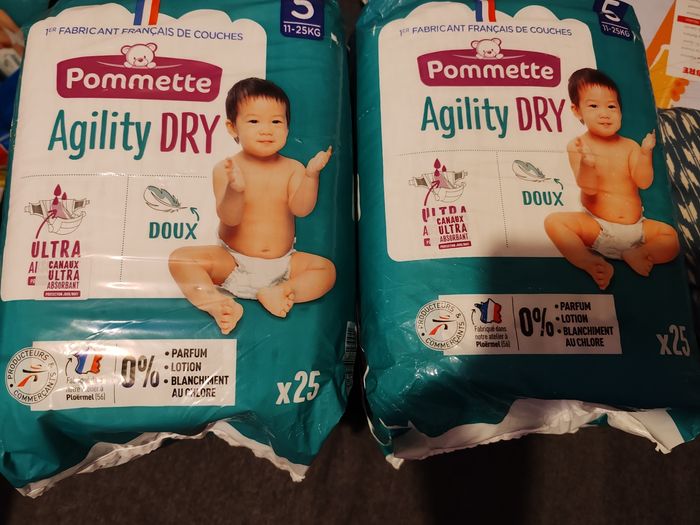 5
11-25KG
1ER FABRICANT FRANÇAIS DE COUCHES
Pommette
Agility DRY
ULTRA
CANAUX
ULTRA
ABSORBANT
DOUX
PRODUCTEURS &
COMMERÇANTS
Ploërmel (56)
0%
• PARFUM
• LOTION
• BLANCHIMENT
AU CHLORE
x25
5
11-25KG
1ER FABRICANT FRANÇAIS DE COUCHES
Pommette
Agility DRY
ULTRA
CANAUX
ULTRA
ABSORBANT
DOUX
PRODUCTEURS &
COMMERÇANTS
Fabriqué dans
notre atelier à
Ploërmel (56)
0%
• PARFUM
• LOTION
• BLANCHIMENT
AU CHLORE
x25